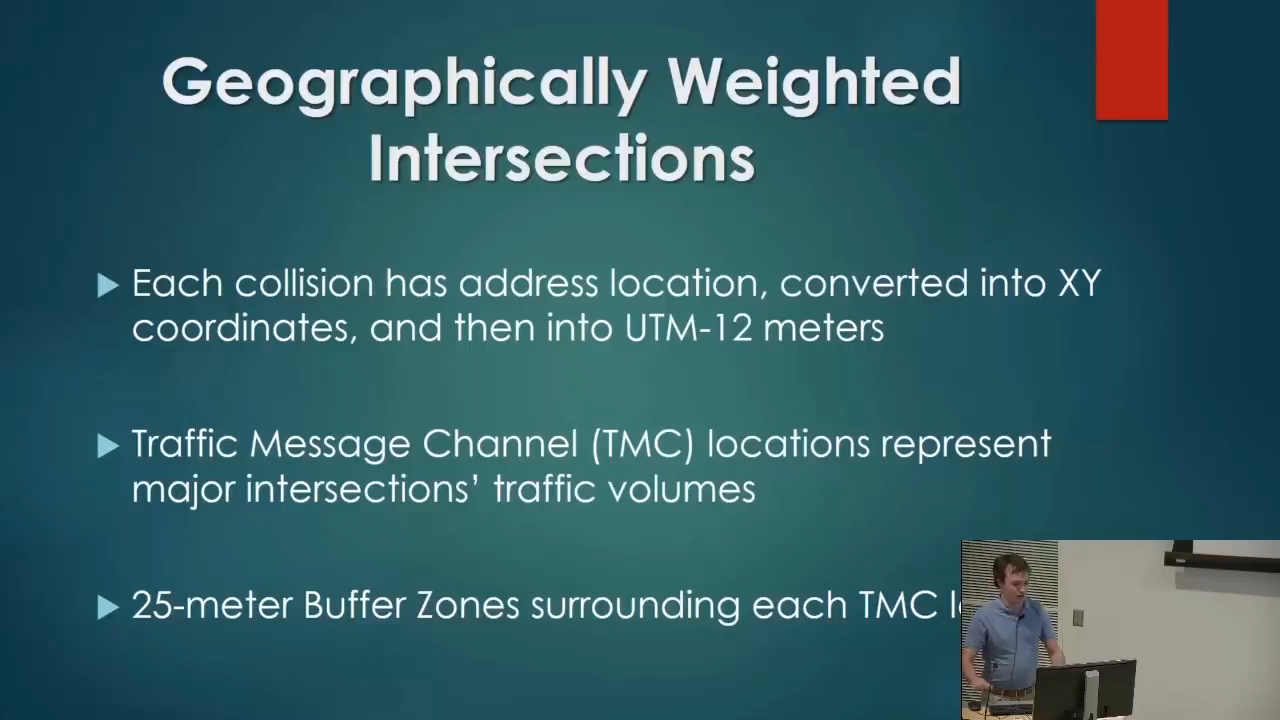 Geographically Weighted
Intersections
Each collision has address location, converted into XY
coordinates, and then into UTM-12 meters
Traffic Message Channel (TMC) locations represent
major intersections’ traffic volumes
25-meter Buffer Zones surrounding each TMC